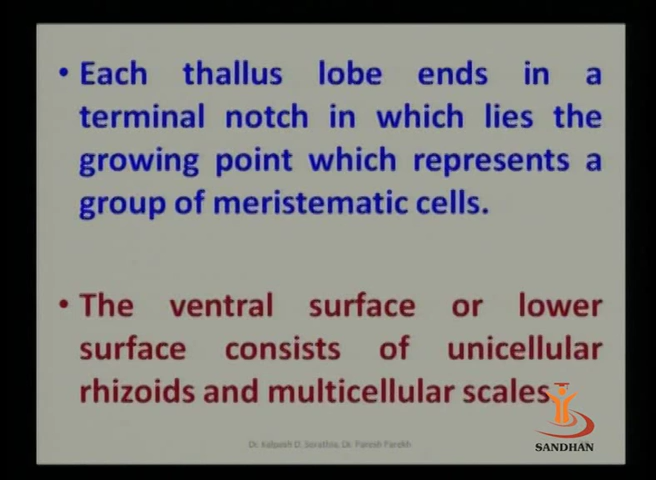 • Each thallus lobe ends in a
terminal notch in which lies the
growing point which represents a
group of meristematic cells.
• The ventral surface or lower
surface consists of unicellular
rhizoids and multicellular scales
SANDHAN
Dr. Kalpesh D. Sorathia, Dr. Paresh Parekh